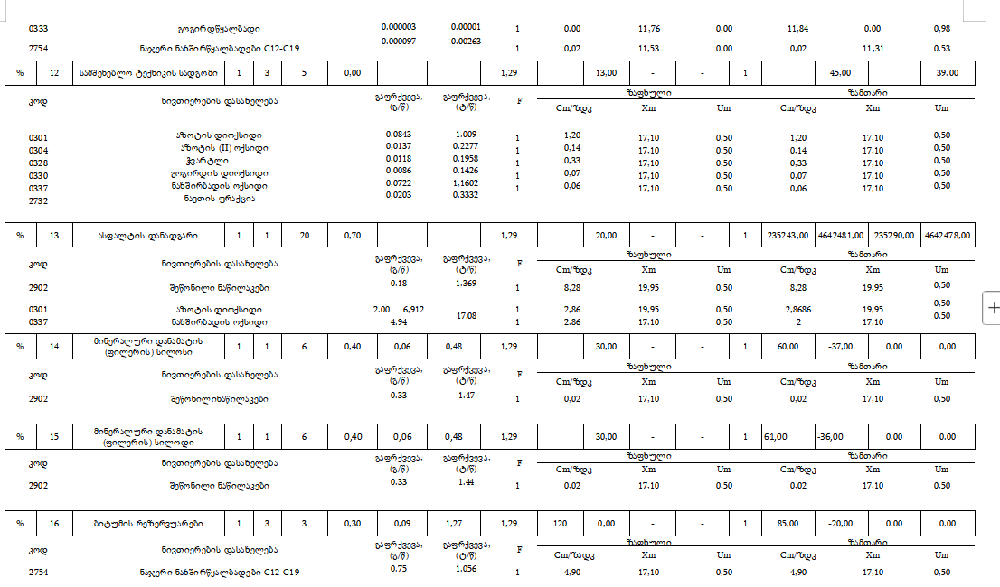 0333 გოგირდწყალბადი 0.000003 0.00001 1 0.00 11,76 0,00 11,84 0.00 0,98
2754 ნაჯერი ნახშირწყალბადები C12-C19 0.000097 0.00263 1 0,02 11,53 0.00 0,02 11,31 0.53
% 12 სამშენებლო ტექნიკის სადგომი 1 3 5 0,00 1,29 13,00 - - 1 45,00 39.00
კოდ ნივთიერების დასახელება გაფრქვევა, (გ/წ) გაფრქვევა, (ტ/წ) F ზაფხული ზამთარი
Cm/ზდკ Xm Um Cm/ზდკ Xm Um
0301 აზოტის დიოქსიდი 0.0843 1.009 1 1,20 17,10 0,50 1,20 17,10 0,50
0304 აზოტის (II) ოქსიდი 0.0137 0.2277 1 0,14 17,10 0,50 0,14 17,10 0,50
0328 ჭვარტლი 0.0118 0.1958 1 0,33 17,10 0,50 0,33 17,10 0,50
0330 გოგირდის დიოქსიდი 0.0086 0.1426 1 0,07 17,10 0,50 0,07 17,10 0,50
0337 ნახშირბადის ოქსიდი 0.0722 1,1602 1 0,06 17,10 0,50 0,06 17,10 0,50
2732 ნავთის ფრაქცია 0.0203 0.3332
% 13 ასფალტის დანადგარი 1 1 20 0,70 1,29 20,00 - - 1 235243,00 4642481,00 235290,00 4642478,00
კოდ ნივთიერების დასახელება გაფრქვევა, (გ/წ) გაფრქვევა, (ტ/წ) F ზაფხული ზამთარი
Cm/ზდკ Xm Um Cm/ზდკ Xm Um
2902 შეწონილი ნაწილაკები 0.18 1.369 1 8,28 19,95 0,50 8,28 19,95 0,50
0301 აზოტის დიოქსიდი 2.00 6,912 1 2,86 19,95 0,50 2,8686 19,95 0,50
0337 ნახშირბადის ოქსიდი 4.94 17.08 1 2.86 17.10 0,50 2 17.10 0.50
% 14 მინერალური დანამატის (ფილერის) სილოსი 1 1 6 0,40 0,06 0,48 1,29 30,00 - - 1 60,00 -37,00 0.00 0,00
კოდ ნივთიერების დასახელება გაფრქვევა, (გ/წ) გაფრქვევა, (ტ/წ) F ზაფხული ზამთარი
Cm/ზდკ Xm Um Cm/ზდკ Xm Um
2902 შეწონილინაწილაკები 0.33 1.47 1 0,02 17,10 0,50 0,02 17,10 0,50
% 15 მინერალური დანამატის (ფილერის) სილოდი 1 1 6 0,40 0,06 0,48 1,29 30,00 - - 1 61,00 -36,00 0.00 0.00
კოდ ნივთიერების დასახელება გაფრქვევა, (გ/წ) გაფრქვევა, (ტ/წ) F ზაფხული ზამთარი
Cm/ზდკ Xm Um Cm/ზდკ Xm Um
2902 შეწონილი ნაწილაკები 0.33 1.44 1 0,02 17,10 0,50 0,02 17,10 0,50
% 16 ბიტუმის რეზერვუარები 1 3 3 0,30 0,09 1,27 1,29 120 0,00 - - 1 85,00 -20,00 0.00 0.00
კოდ ნივთიერების დასახელება გაფრქვევა, (გ/წ) გაფრქვევა, (ტ/წ) F ზაფხული ზამთარი
Cm/ზადკ Xm Um Cm/ზდკ Xm Um
2754 ნაჯერი ნახშირწყალბადები C12-C19 0.75 1.056 1 4,90 17,10 0,50 4,90 17,10 0,50